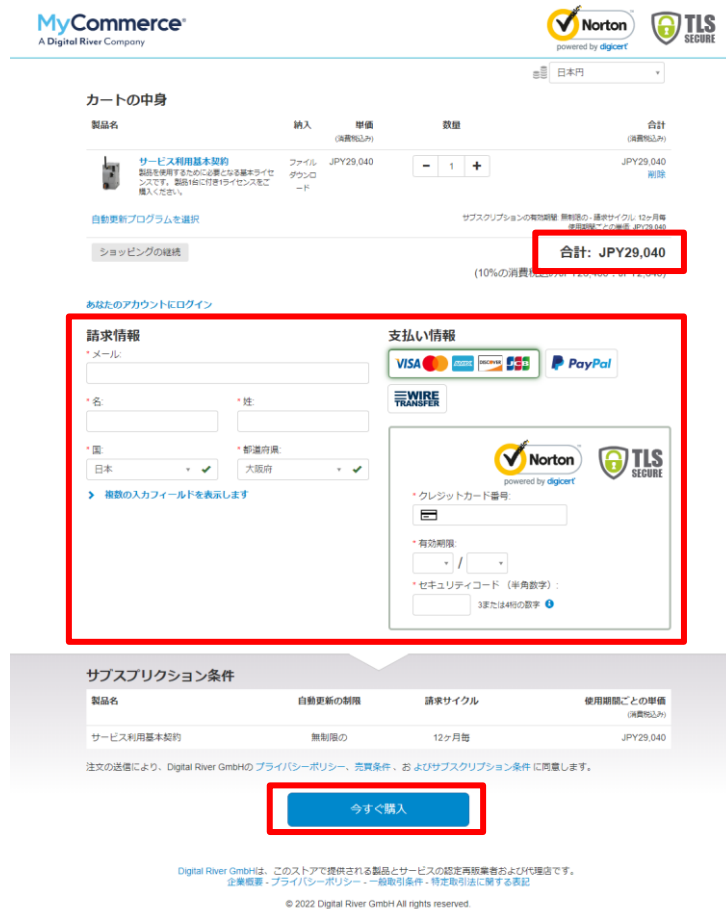 MyCommerce
A Digital River Company
Norton
powered by digicert
TLS
SECURE
日本円
カートの中身
製品名 納入 単価 数量 合計
(消費税込み) (消費税込み)
サービス利用基本契約 ファイルダウンロード JPY29,040 − 1 + JPY29,040
製品を使用するために必要となる基本ライセ
ンスです。 製品1台に付き1ライセンスをご
購入ください。
削除
自動更新プログラムを選択
サブスクリプションの有効期間: 無制限の - 請求サイクル: 12ヶ月毎
使用期間ごとの単価: JPY29,040
ショッピングの継続
合計: JPY29,040
(10%の消費税込み
あなたのアカウントにログイン
請求情報
* メール:
* 名: * 姓:
* 国: * 都道府県:
日本 大阪府
複数の入力フィールドを表示します
支払い情報
VISA DISCOVER JCB PayPal
WIRE
TRANSFER
Norton
powered by digicert
TLS
SECURE
* クレジットカード番号:
* 有効期限:
/
* セキュリティコード (半角数字) :
3または4桁の数字
サブスプリクション条件
製品名 自動更新の制限 請求サイクル 使用期間ごとの単価
(消費税込み)
サービス利用基本契約 無制限の 12ヶ月毎 JPY29,040
注文の送信により、Digital River GmbHの プライバシーポリシー、売買条件 、お よびサブスクリプション条件 に同意します。
今すぐ購入
Digital River GmbHは、このストアで提供される製品とサービスの認定再販業者および代理店です。
企業概要 - プライバシーポリシー - 一般取引条件 - 特定取引法に関する表記
© 2022 Digital River GmbH All rights reserved.